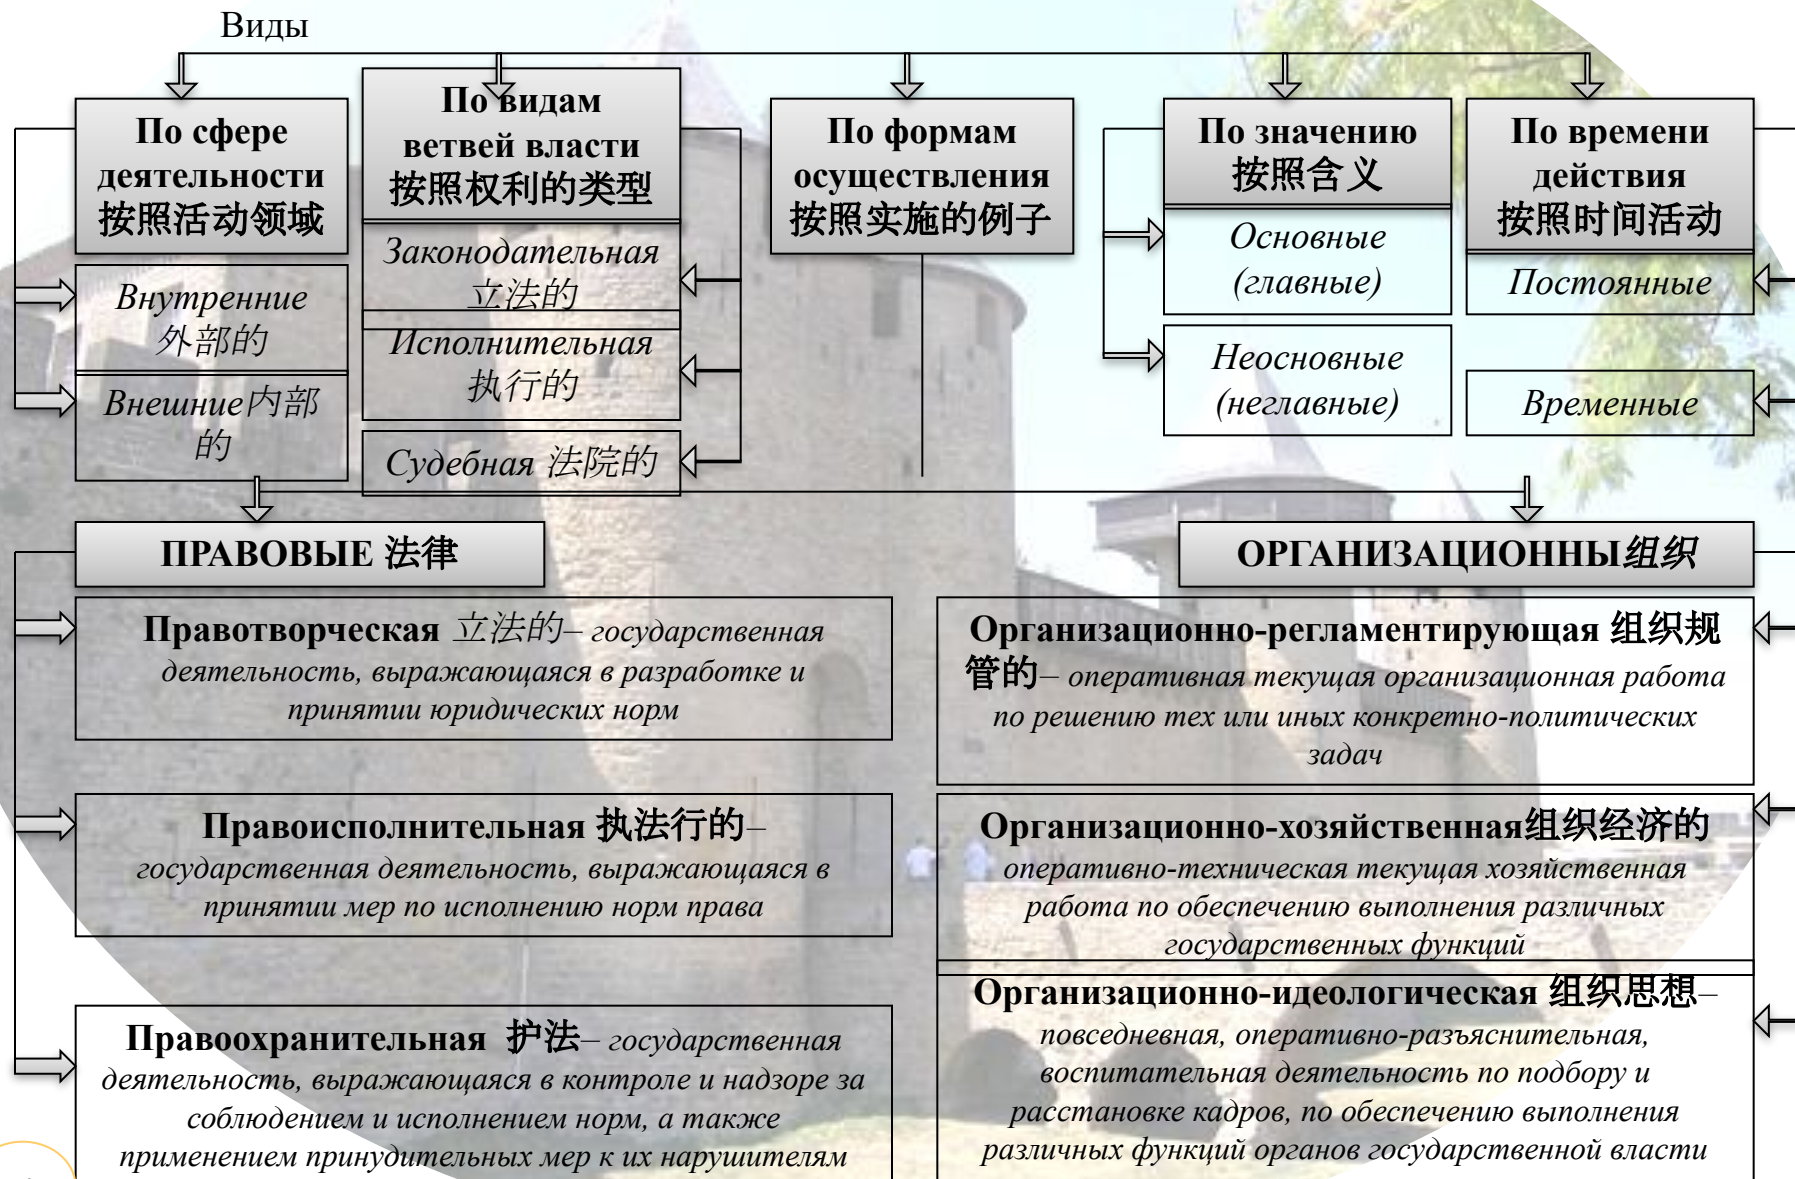 Виды
По сфере
деятельности
按照活动领域
Внутренние
外部的
Внешние内部
的
По видам
ветвей власти
按照权利的类型
Законодательная
立法的
Исполнительная
执行的
Судебная 法院的
По формам
осуществления
按照实施的例子
По значению
按照含义
Основные
(главные)
Неосновные
(неглавные)
По времени
действия
按照时间活动
Постоянные
Временные
ПРАВОВЫЕ 法律
Правотворческая 立法的– государственная
деятельность, выражающаяся в разработке и
принятии юридических норм
Правоисполнительная 执法行的–
государственная деятельность, выражающаяся в
принятии мер по исполнению норм права
Правоохранительная 护法– государственная
деятельность, выражающаяся в контроле и надзоре за
соблюдением и исполнением норм, а также
применением принудительных мер к их нарушителям
ОРГАНИЗАЦИОННЫ组织
Организационно-регламентирующая 组织规
管的– оперативная текущая организационная работа
по решению тех или иных конкретно-политических
задач
Организационно-хозяйственная组织经济的
оперативно-техническая текущая хозяйственная
работа по обеспечению выполнения различных
государственных функций
Организационно-идеологическая 组织思想–
повседневная, оперативно-разъяснительная,
воспитательная деятельность по подбору и
расстановке кадров, по обеспечению выполнения
различных функций органов государственной власти